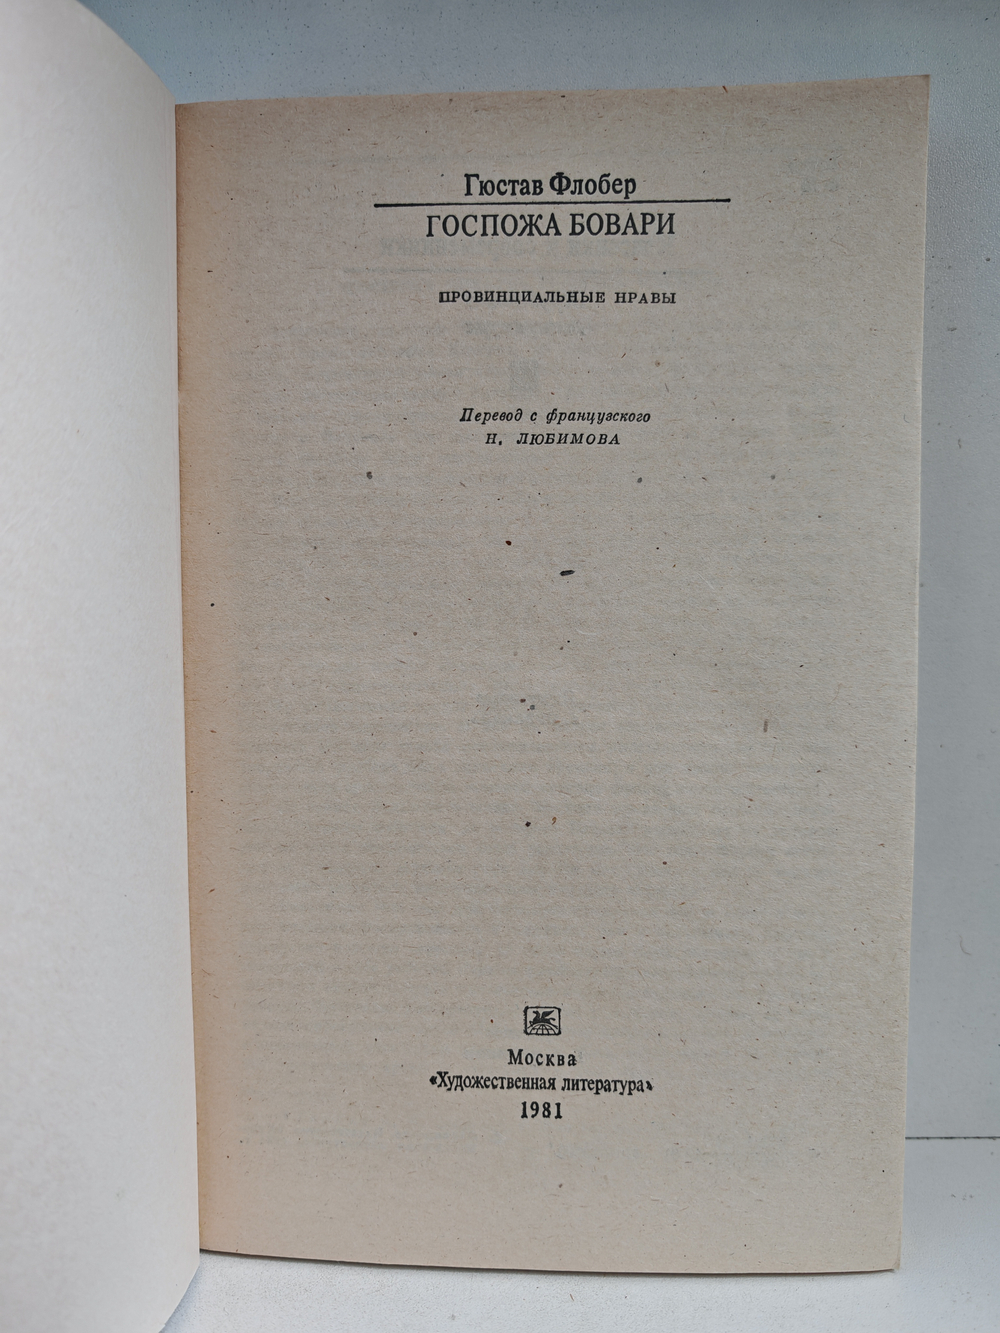 Гюстав Флобер
ГОСПОЖА БОВАРИ
ПРОВИНЦИАЛЬНЫЕ НРАВЫ
Перевод с французского
Н. ЛЮБИМОВА
Москва
«Художественная литература»
1981